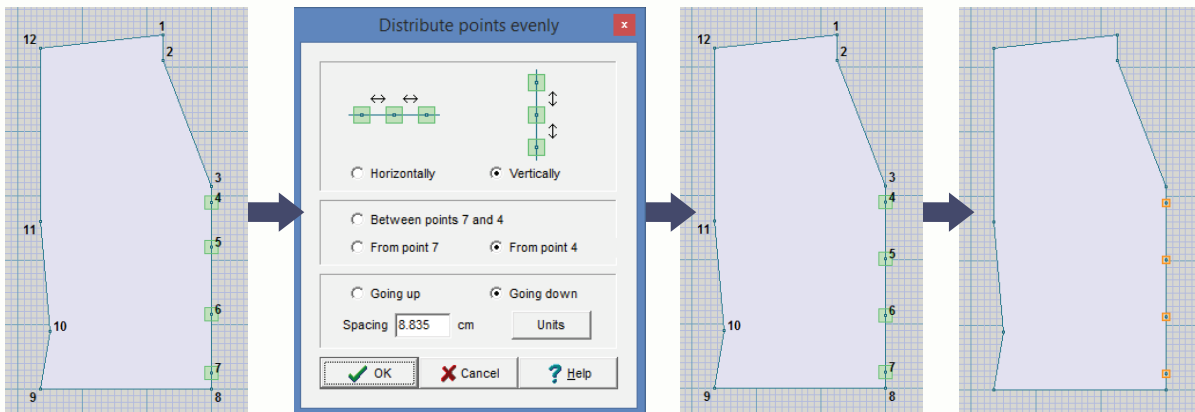 1
12
2
3
4
5
11
6
10
7
9
8
Distribute points evenly
x
Horizontally
Vertically
Between points 7 and 4
From point 7
From point 4
Going up
Going down
Spacing 8.835 cm Units
OK Cancel ? Help
1
12
2
3
4
11
5
6
10
7
9
8